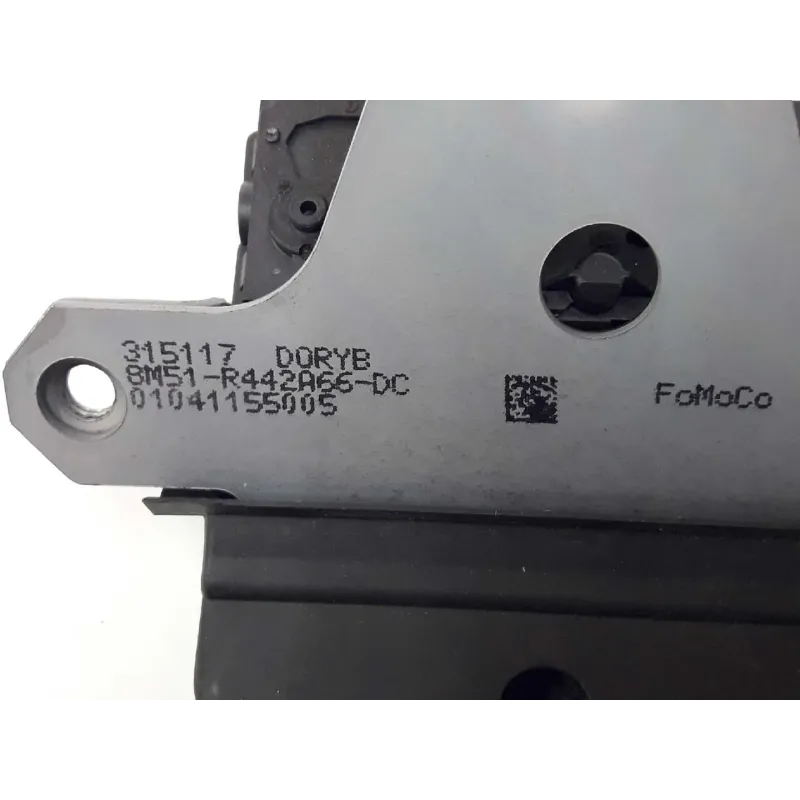 315117 DORYB
8M51-R442A66-DC
01041155005
FoMoCo